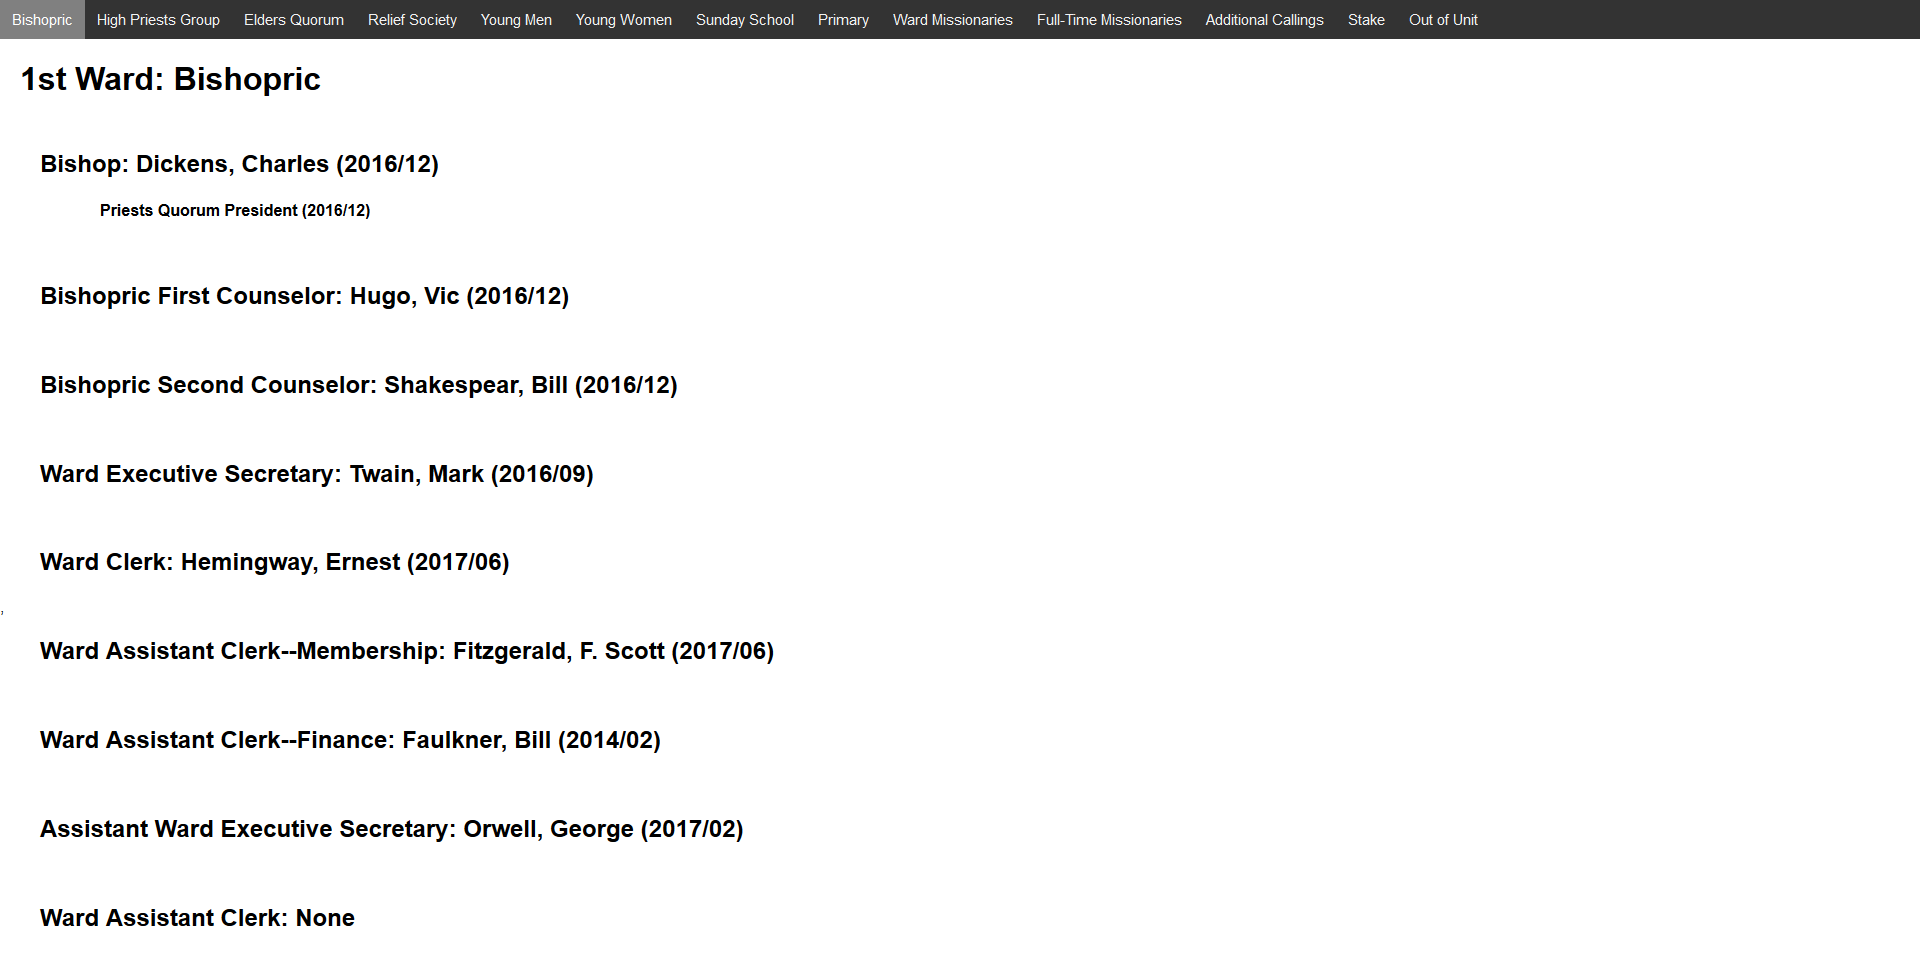 Bishopric High Priests Group Elders Quorum Relief Society Young Men Young Women Sunday School Primary Ward Missionaries Full-Time Missionaries Additional Callings Stake Out of Unit
1st Ward: Bishopric
Bishop: Dickens, Charles (2016/12)
Priests Quorum President (2016/12)
Bishopric First Counselor: Hugo, Vic (2016/12)
Bishopric Second Counselor: Shakespear, Bill (2016/12)
Ward Executive Secretary: Twain, Mark (2016/09)
Ward Clerk: Hemingway, Ernest (2017/06)
,
Ward Assistant Clerk--Membership: Fitzgerald, F. Scott (2017/06)
Ward Assistant Clerk--Finance: Faulkner, Bill (2014/02)
Assistant Ward Executive Secretary: Orwell, George (2017/02)
Ward Assistant Clerk: None